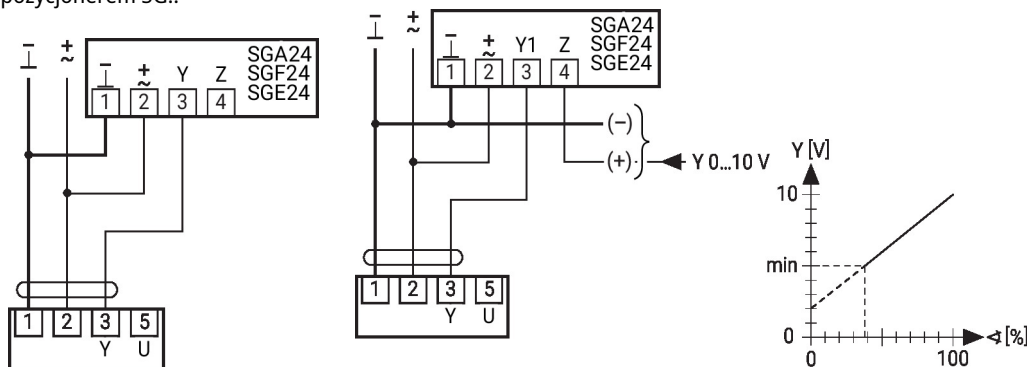 pozycjonerem SG..
⊥ − ~ +
SGA24
SGF24
SGE24
⊥ − ~ + Y Z
1 2 3 4
1 2 3 5
Y U
⊥ − ~ +
SGA24
SGF24
SGE24
⊥ − ~ + Y1 Z
1 2 3 4
(−)
(+) Y 0...10 V
1 2 3 5
Y U
Y [V]
10
min
0
0 100
∢ [%]